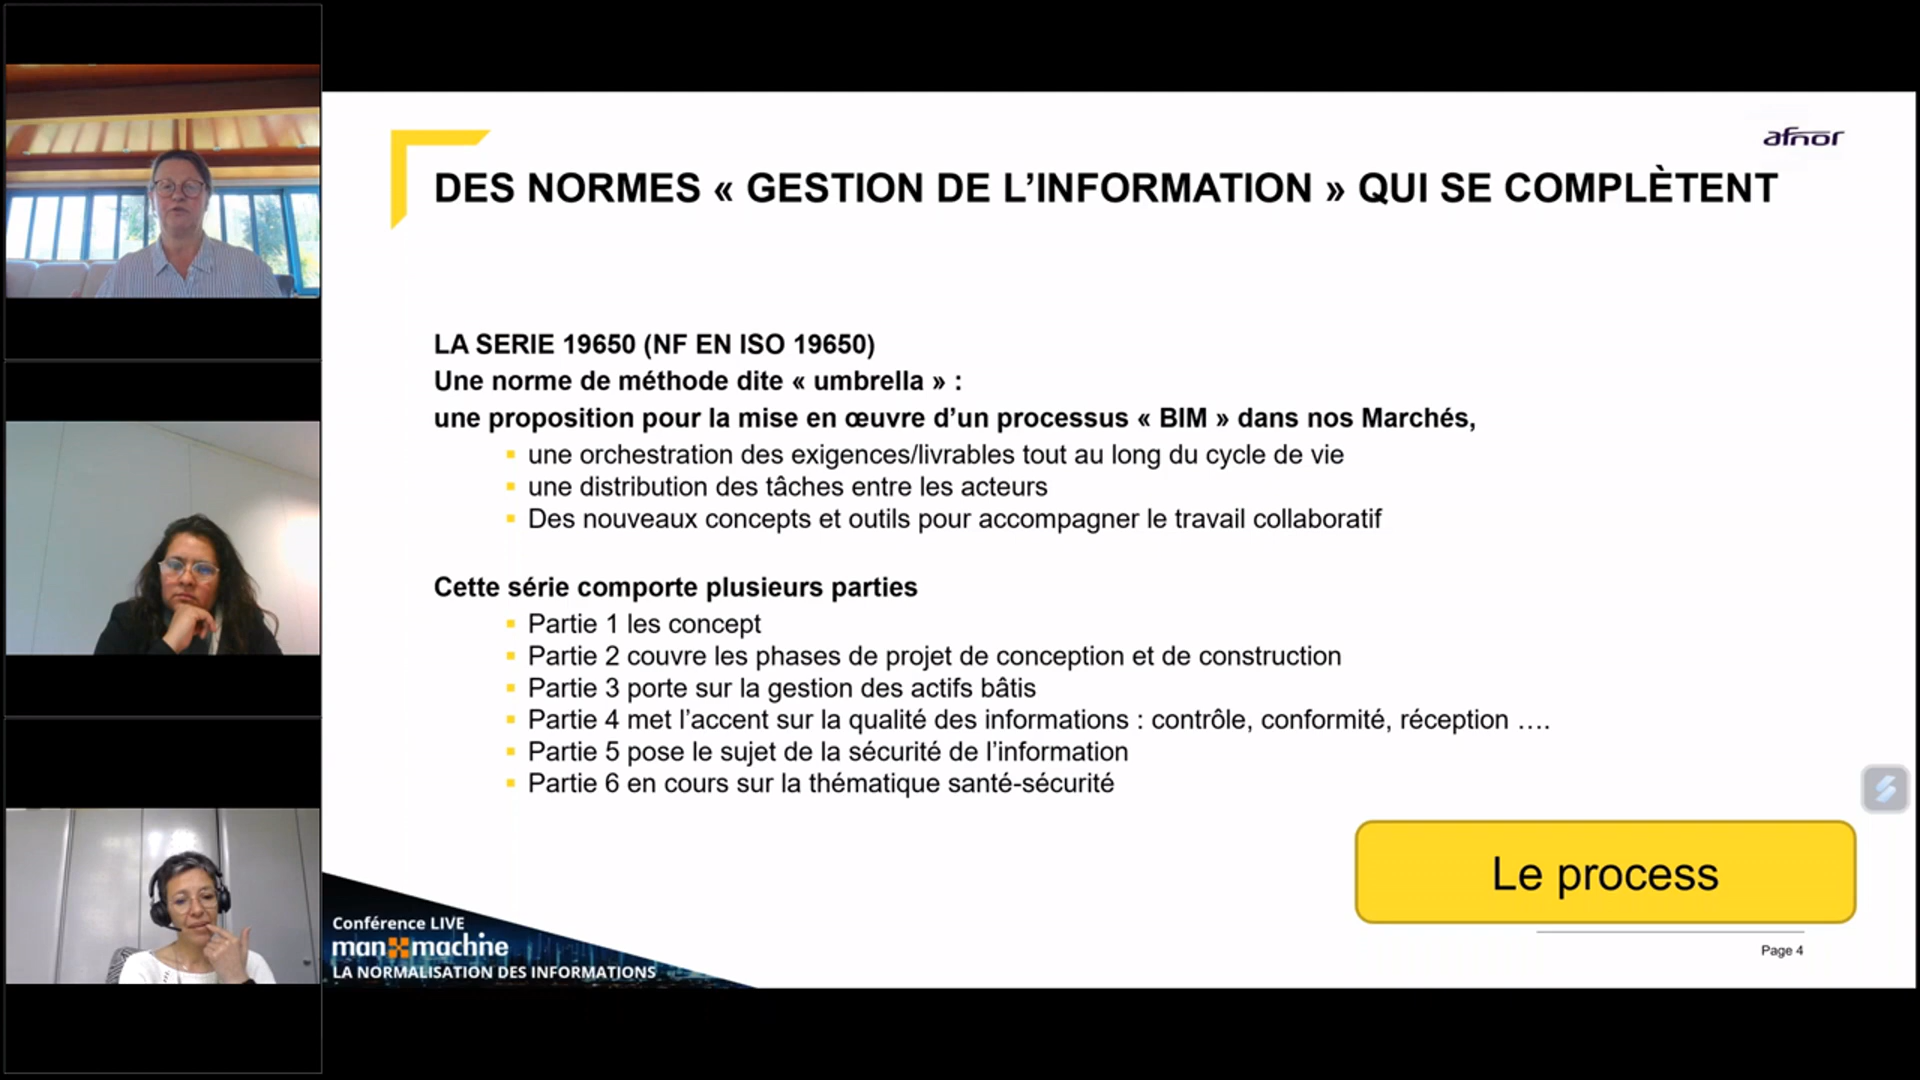 afnor
DES NORMES « GESTION DE L’INFORMATION » QUI SE COMPLÈTENT
LA SERIE 19650 (NF EN ISO 19650)
Une norme de méthode dite « umbrella » :
une proposition pour la mise en œuvre d’un processus « BIM » dans nos Marchés,
une orchestration des exigences/livrables tout au long du cycle de vie
une distribution des tâches entre les acteurs
Des nouveaux concepts et outils pour accompagner le travail collaboratif
Cette série comporte plusieurs parties
Partie 1 les concept
Partie 2 couvre les phases de projet de conception et de construction
Partie 3 porte sur la gestion des actifs bâtis
Partie 4 met l’accent sur la qualité des informations : contrôle, conformité, réception ….
Partie 5 pose le sujet de la sécurité de l’information
Partie 6 en cours sur la thématique santé-sécurité
Le process
Conférence LIVE
man machine
LA NORMALISATION DES INFORMATIONS
Page 4